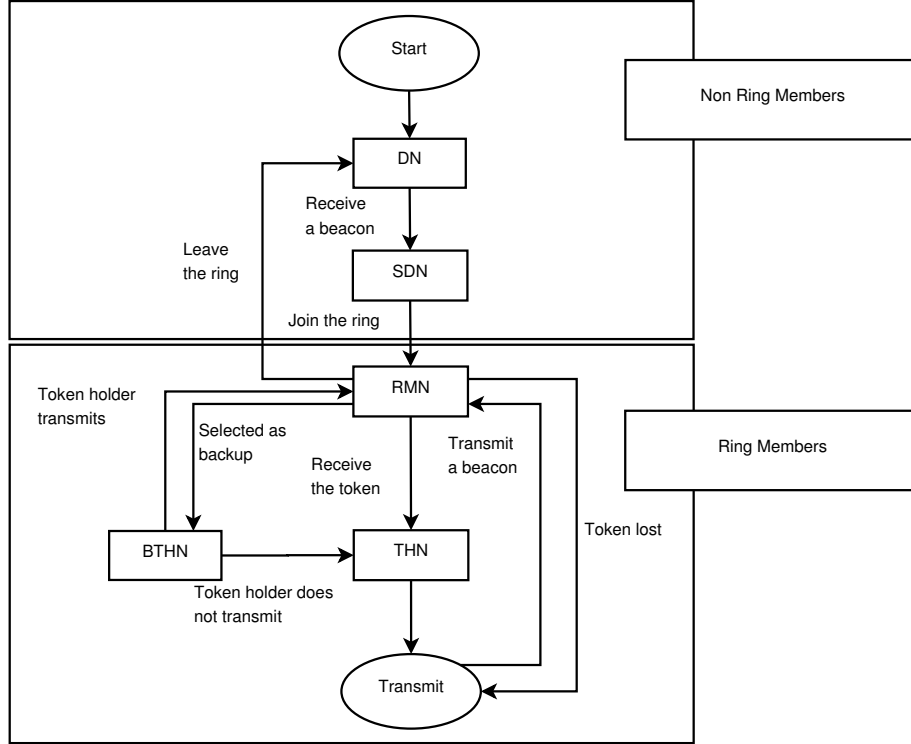 Start
Non Ring Members
DN
Receive
a beacon
Leave
the ring
SDN
Join the ring
RMN
Token holder
transmits
Selected as
backup
Transmit
a beacon
Receive
the token
Ring Members
Token lost
BTHN
THN
Token holder does
not transmit
Transmit